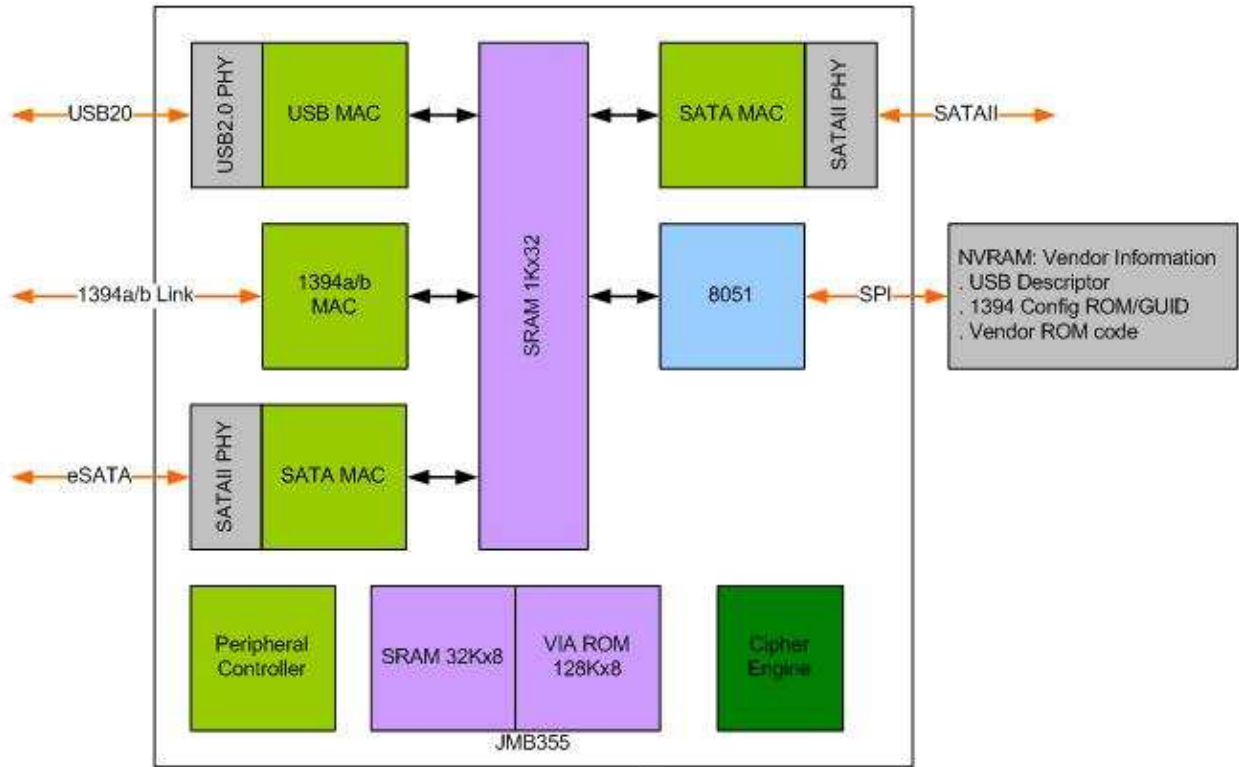 USB20
USB2.0 PHY
USB MAC
SRAM 1Kx32
SATA MAC
SATAII PHY
SATAII
1394a/b Link
1394a/b
MAC
8051
SPI
NVRAM: Vendor Information
. USB Descriptor
. 1394 Config ROM/GUID
. Vendor ROM code
eSATA
SATAII PHY
SATA MAC
Peripheral
Controller
SRAM 32Kx8
VIA ROM
128Kx8
Cipher
Engine
JMB355